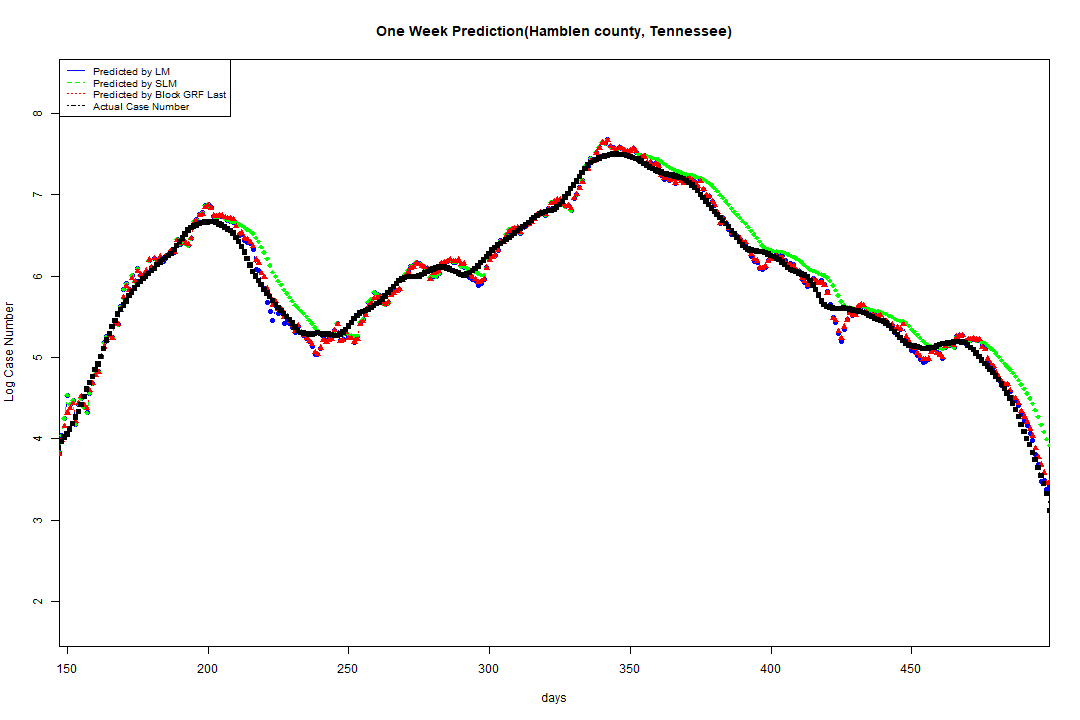 One Week Prediction(Hamblen county, Tennessee)
Predicted by LM
Predicted by SLM
Predicted by Block GRF Last
Actual Case Number
8
7
6
5
4
3
2
Log Case Number
150 200 250 300 350 400 450
days